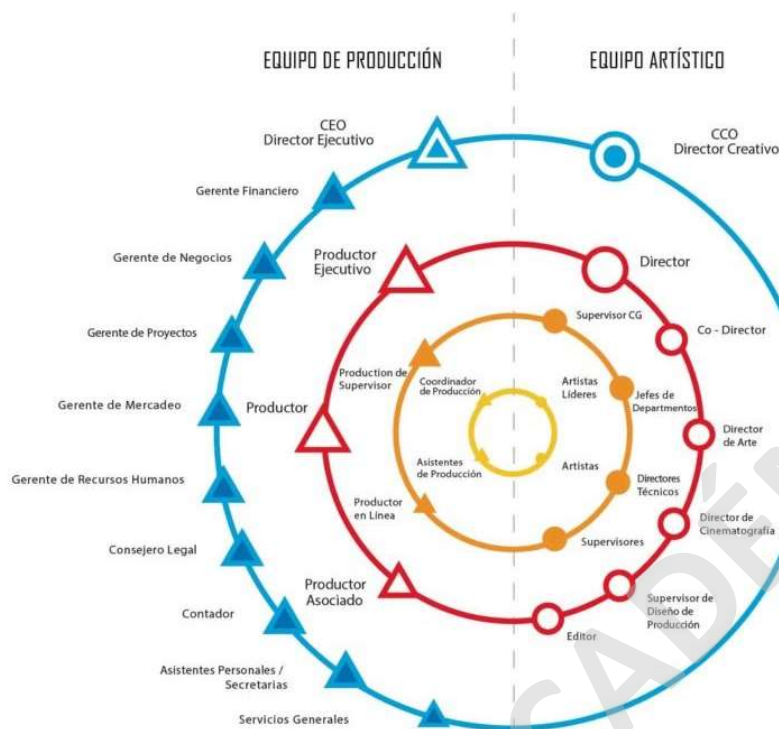 EQUIPO DE PRODUCCIÓN
EQUIPO ARTÍSTICO
CEO
Director Ejecutivo
CCO
Director Creativo
Gerente Financiero
Gerente de Negocios
Productor
Ejecutivo
Director
Gerente de Proyectos
Supervisor CG
Co - Director
Production de
Supervisor
Coordinador
de Producción
Artistas
Líderes
Jefes de
Departmentos
Gerente de Mercadeo
Productor
Director
de Arte
Gerente de Recursos Humanos
Asistentes
de Producción
Artistas
Directores
Técnicos
Productor
en Línea
Director de
Cinematografía
Consejero Legal
Supervisores
Productor
Asociado
Supervisor de
Diseño de
Producción
Contador
Editor
Asistentes Personales /
Secretarias
Servicios Generales
CADÉM